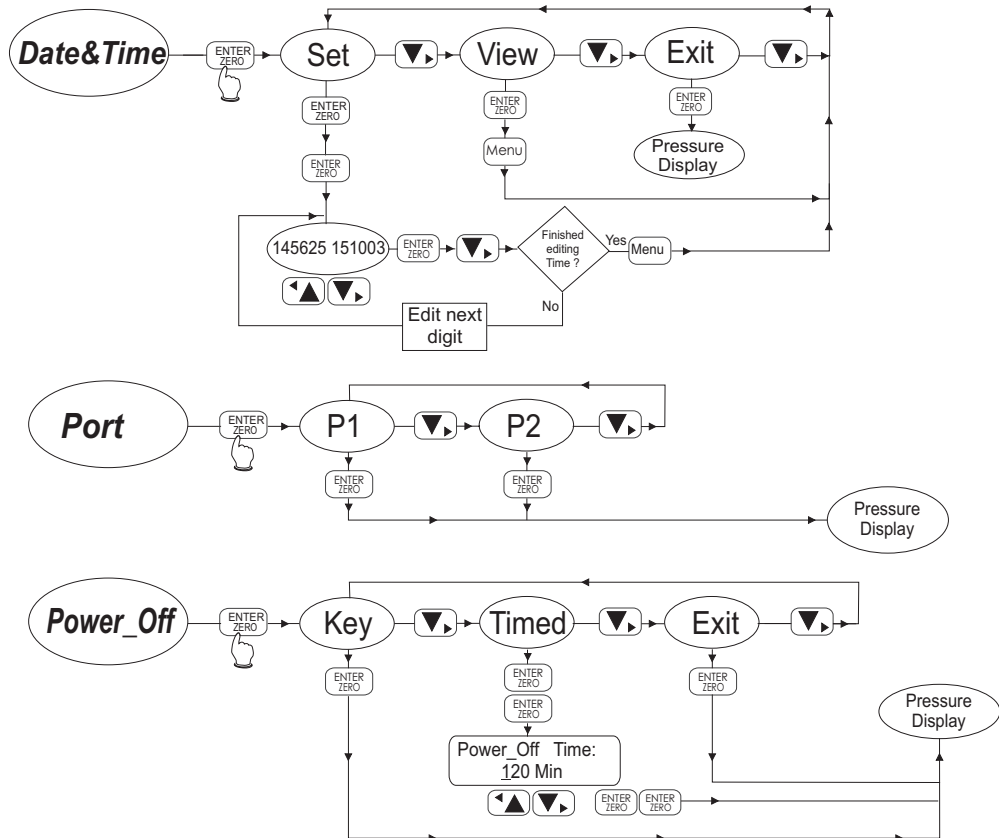 Date&Time
ENTER
ZERO
Set
View
Exit
ENTER
ZERO
ENTER
ZERO
ENTER
ZERO
Menu
Pressure
Display
ENTER
ZERO
145625 151003
ENTER
ZERO
Finished
editing
Time ?
Yes
Menu
No
Edit next
digit
Port
ENTER
ZERO
P1
P2
ENTER
ZERO
ENTER
ZERO
Pressure
Display
Power_Off
ENTER
ZERO
Key
Timed
Exit
ENTER
ZERO
ENTER
ZERO
ENTER
ZERO
ENTER
ZERO
Pressure
Display
Power_Off Time:
120 Min
ENTER
ZERO
ENTER
ZERO